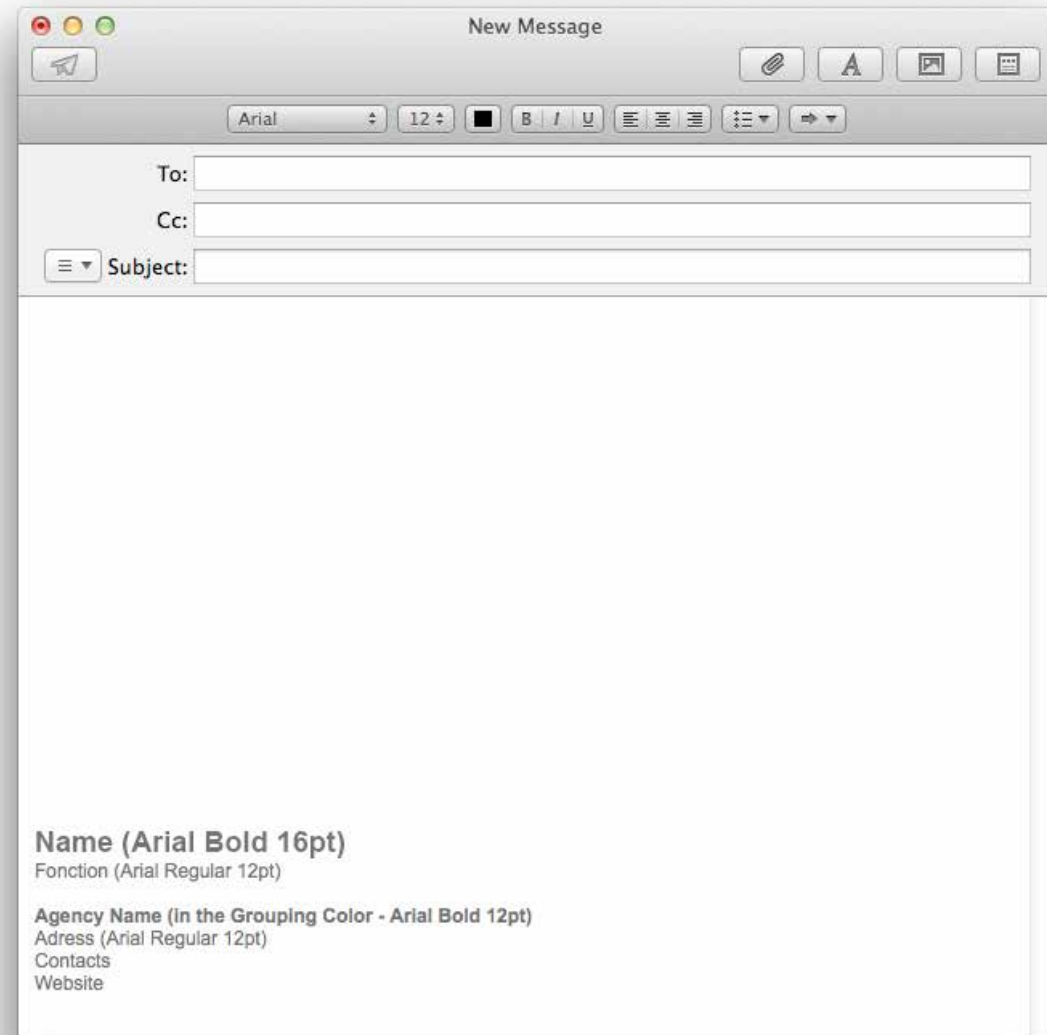 New Message
Arial 12 B I U
To:
Cc:
Subject:
Name (Arial Bold 16pt)
Fonction (Arial Regular 12pt)
Agency Name (in the Grouping Color - Arial Bold 12pt)
Adress (Arial Regular 12pt)
Contacts
Website